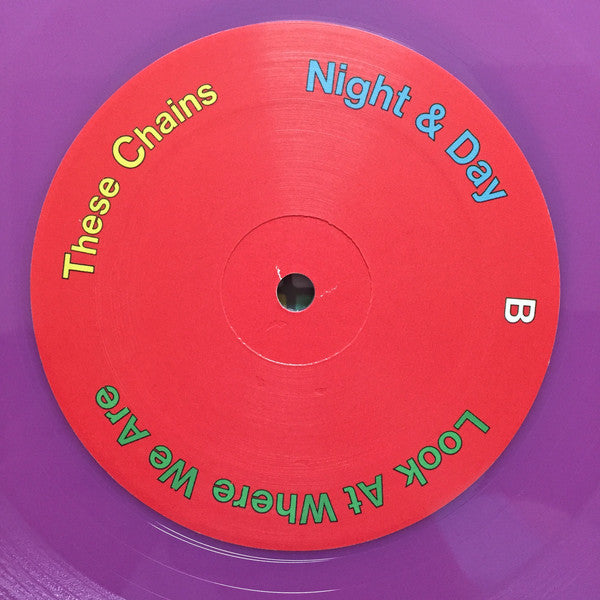 These Chains
Night & Day
B
Look At Where We Are